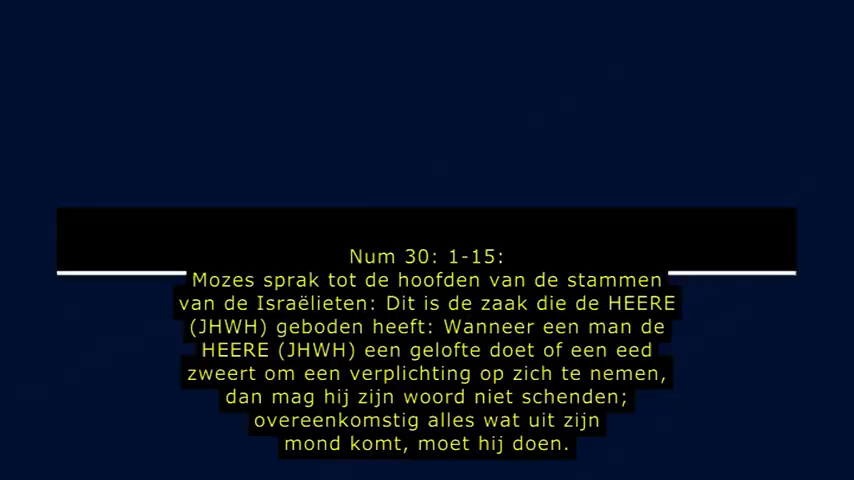 Num 30: 1-15:
Mozes sprak tot de hoofden van de stammen
van de Israëlieten: Dit is de zaak die de HEERE
(JHWH) geboden heeft: Wanneer een man de
HEERE (JHWH) een gelofte doet of een eed
zweert om een verplichting op zich te nemen,
dan mag hij zijn woord niet schenden;
overeenkomstig alles wat uit zijn
mond komt, moet hij doen.